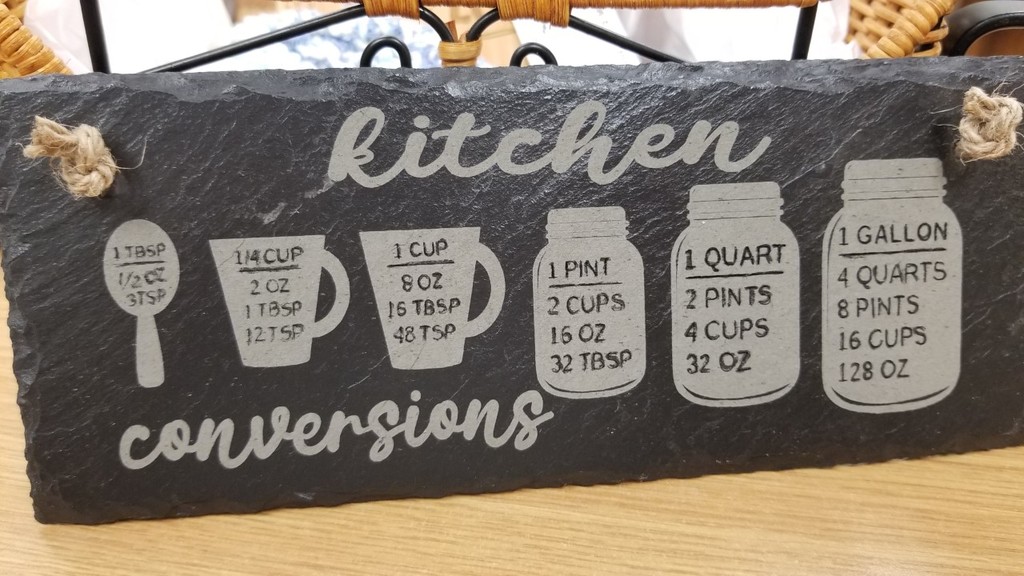 kitchen
1 TBSP
1/2 OZ
3 TSP
1/4 CUP
2 OZ
1 TBSP
12 TSP
1 CUP
8 OZ
16 TBSP
48 TSP
1 PINT
2 CUPS
16 OZ
32 TBSP
1 QUART
2 PINTS
4 CUPS
32 OZ
1 GALLON
4 QUARTS
8 PINTS
16 CUPS
128 OZ
conversions